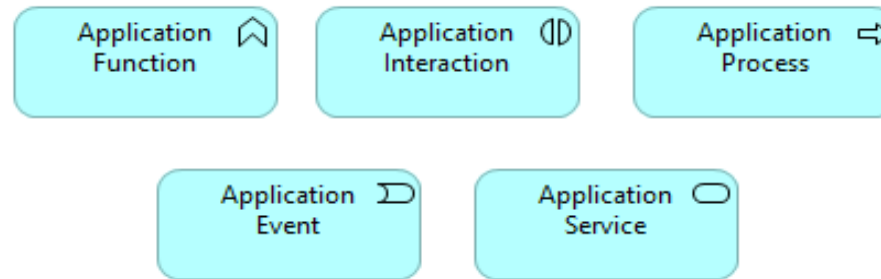 Application
Function
Application
Interaction
Application
Process
Application
Event
Application
Service